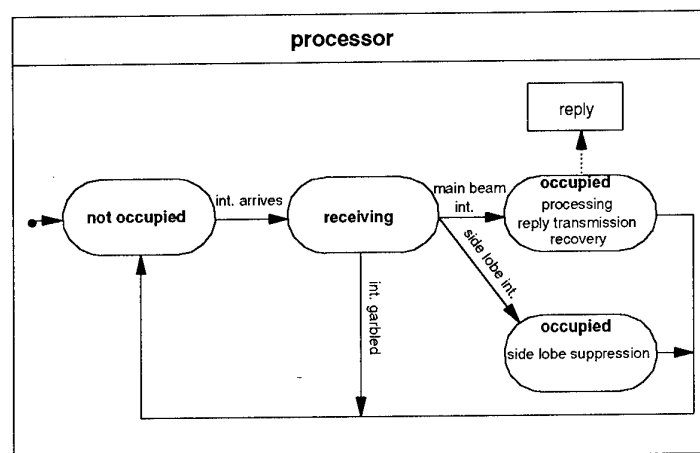 processor
reply
not occupied
int. arrives
receiving
main beam
int.
occupied
processing
reply transmission
recovery
side lobe int.
int. garbled
occupied
side lobe suppression